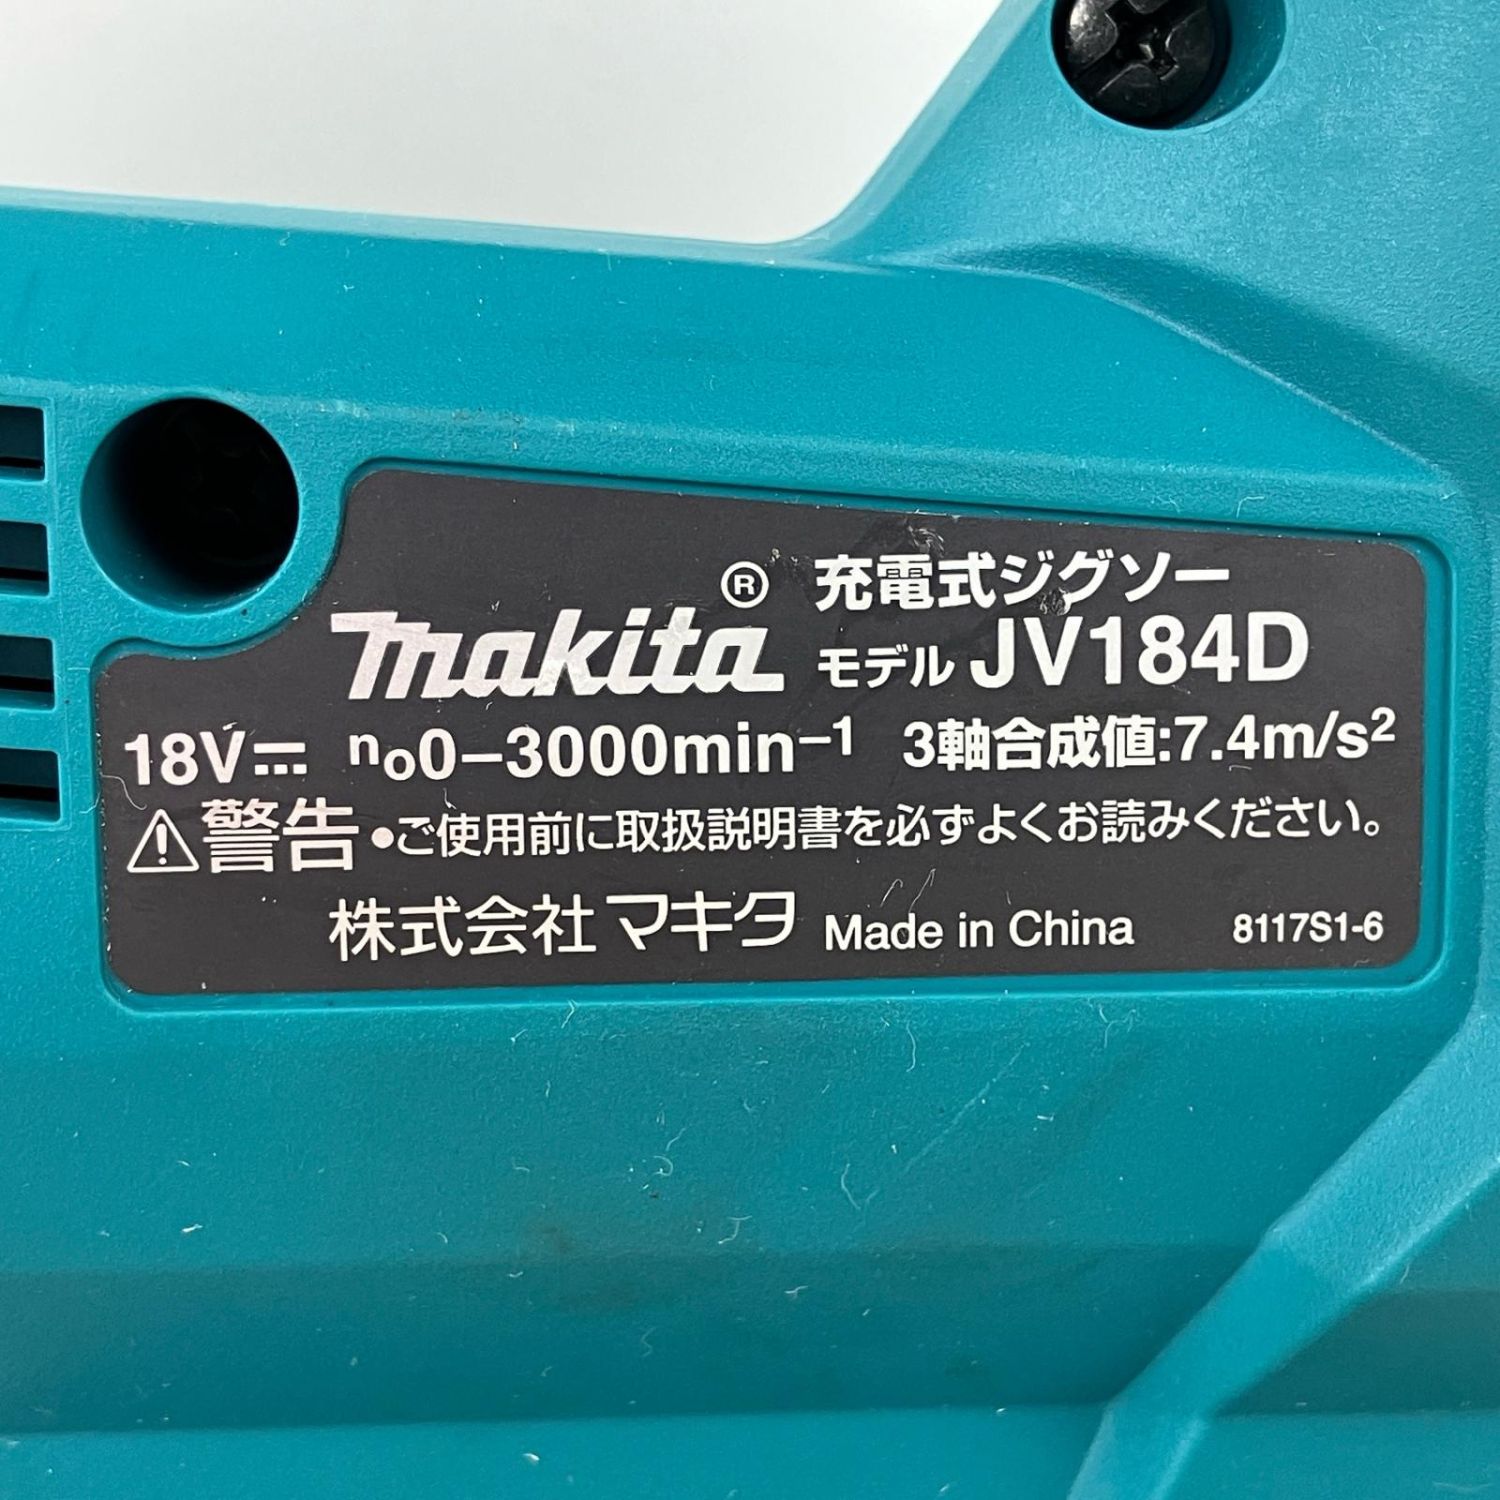 充電式ジグソー
makita® モデル JV184D
18V⎓ n₀0–3000min⁻¹ 3軸合成値:7.4m/s²
⚠警告 •ご使用前に取扱説明書を必ずよくお読みください。
株式会社マキタ Made in China 8117S1-6